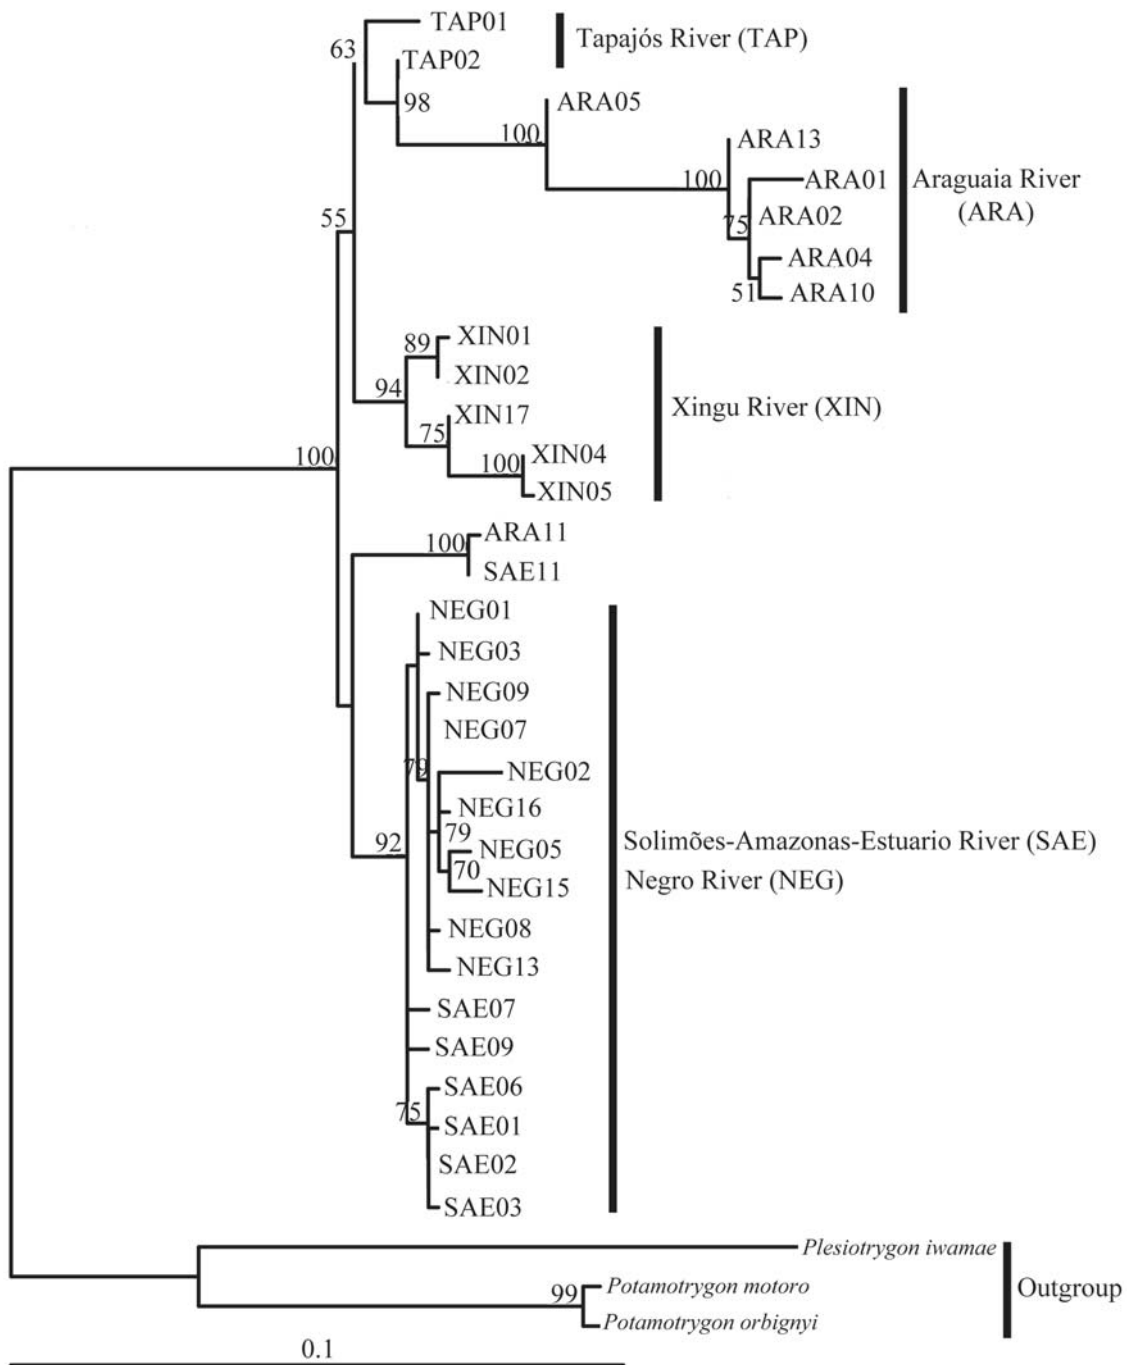 TAP01
Tapajós River (TAP)
63
TAP02
98
ARA05
100
ARA13
100
ARA01
Araguaia River
(ARA)
75
ARA02
55
ARA04
51
ARA10
XIN01
89
XIN02
94
XIN17
Xingu River (XIN)
75
100
XIN04
100
XIN05
ARA11
100
SAE11
NEG01
NEG03
NEG09
NEG07
79
NEG02
NEG16
79
92
NEG05
Solimões-Amazonas-Estuario River (SAE)
70
NEG15
Negro River (NEG)
NEG08
NEG13
SAE07
SAE09
SAE06
75
SAE01
SAE02
SAE03
Plesiotrygon iwamae
Potamotrygon motoro
Outgroup
99
Potamotrygon orbignyi
0.1